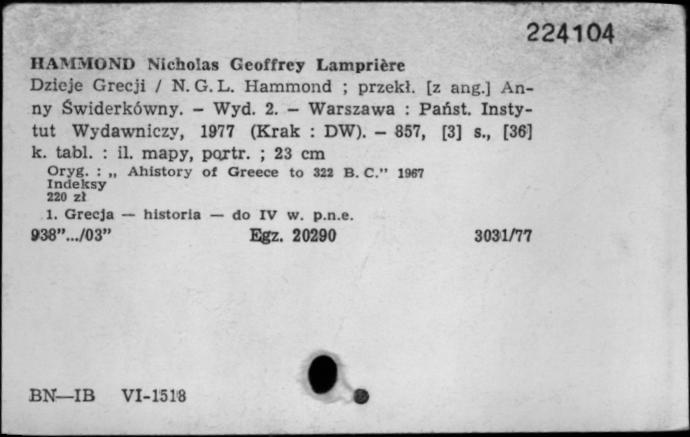 224104
HAMMOND Nicholas Geoffrey Lamprière
Dzieje Grecji / N. G. L. Hammond ; przekł. [z ang.] An-
ny Świderkówny. – Wyd. 2. – Warszawa : Państ. Insty-
tut Wydawniczy, 1977 (Krak : DW). – 857, [3] s., [36]
k. tabl. : il. mapy, portr. ; 23 cm
Oryg. : „ Ahistory of Greece to 322 B. C.” 1967
Indeksy
220 zł
1. Grecja — historia — do IV w. p.n.e.
938”.../03” Egz. 20290 3031/77
BN—IB VI-1518